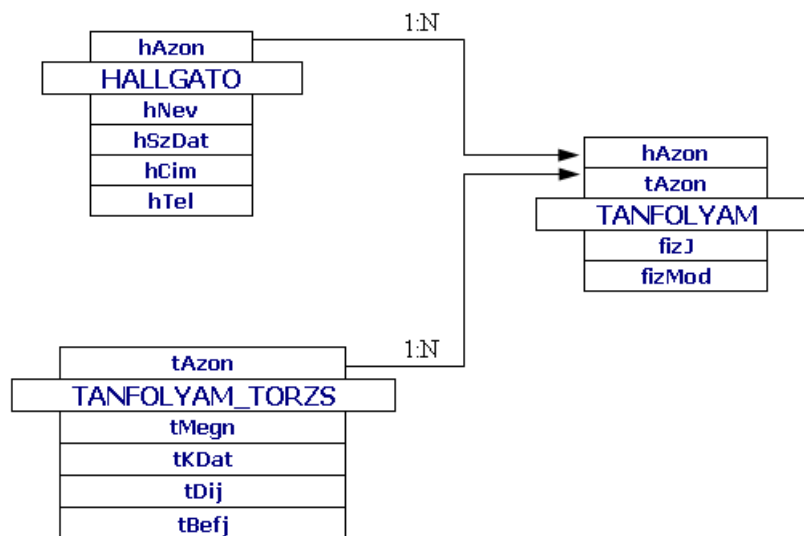 1:N
hAzon
HALLGATO
hNev
hSzDat
hCim
hTel
hAzon
tAzon
TANFOLYAM
fizJ
fizMod
1:N
tAzon
TANFOLYAM_TORZS
tMegn
tKDat
tDij
tBefj